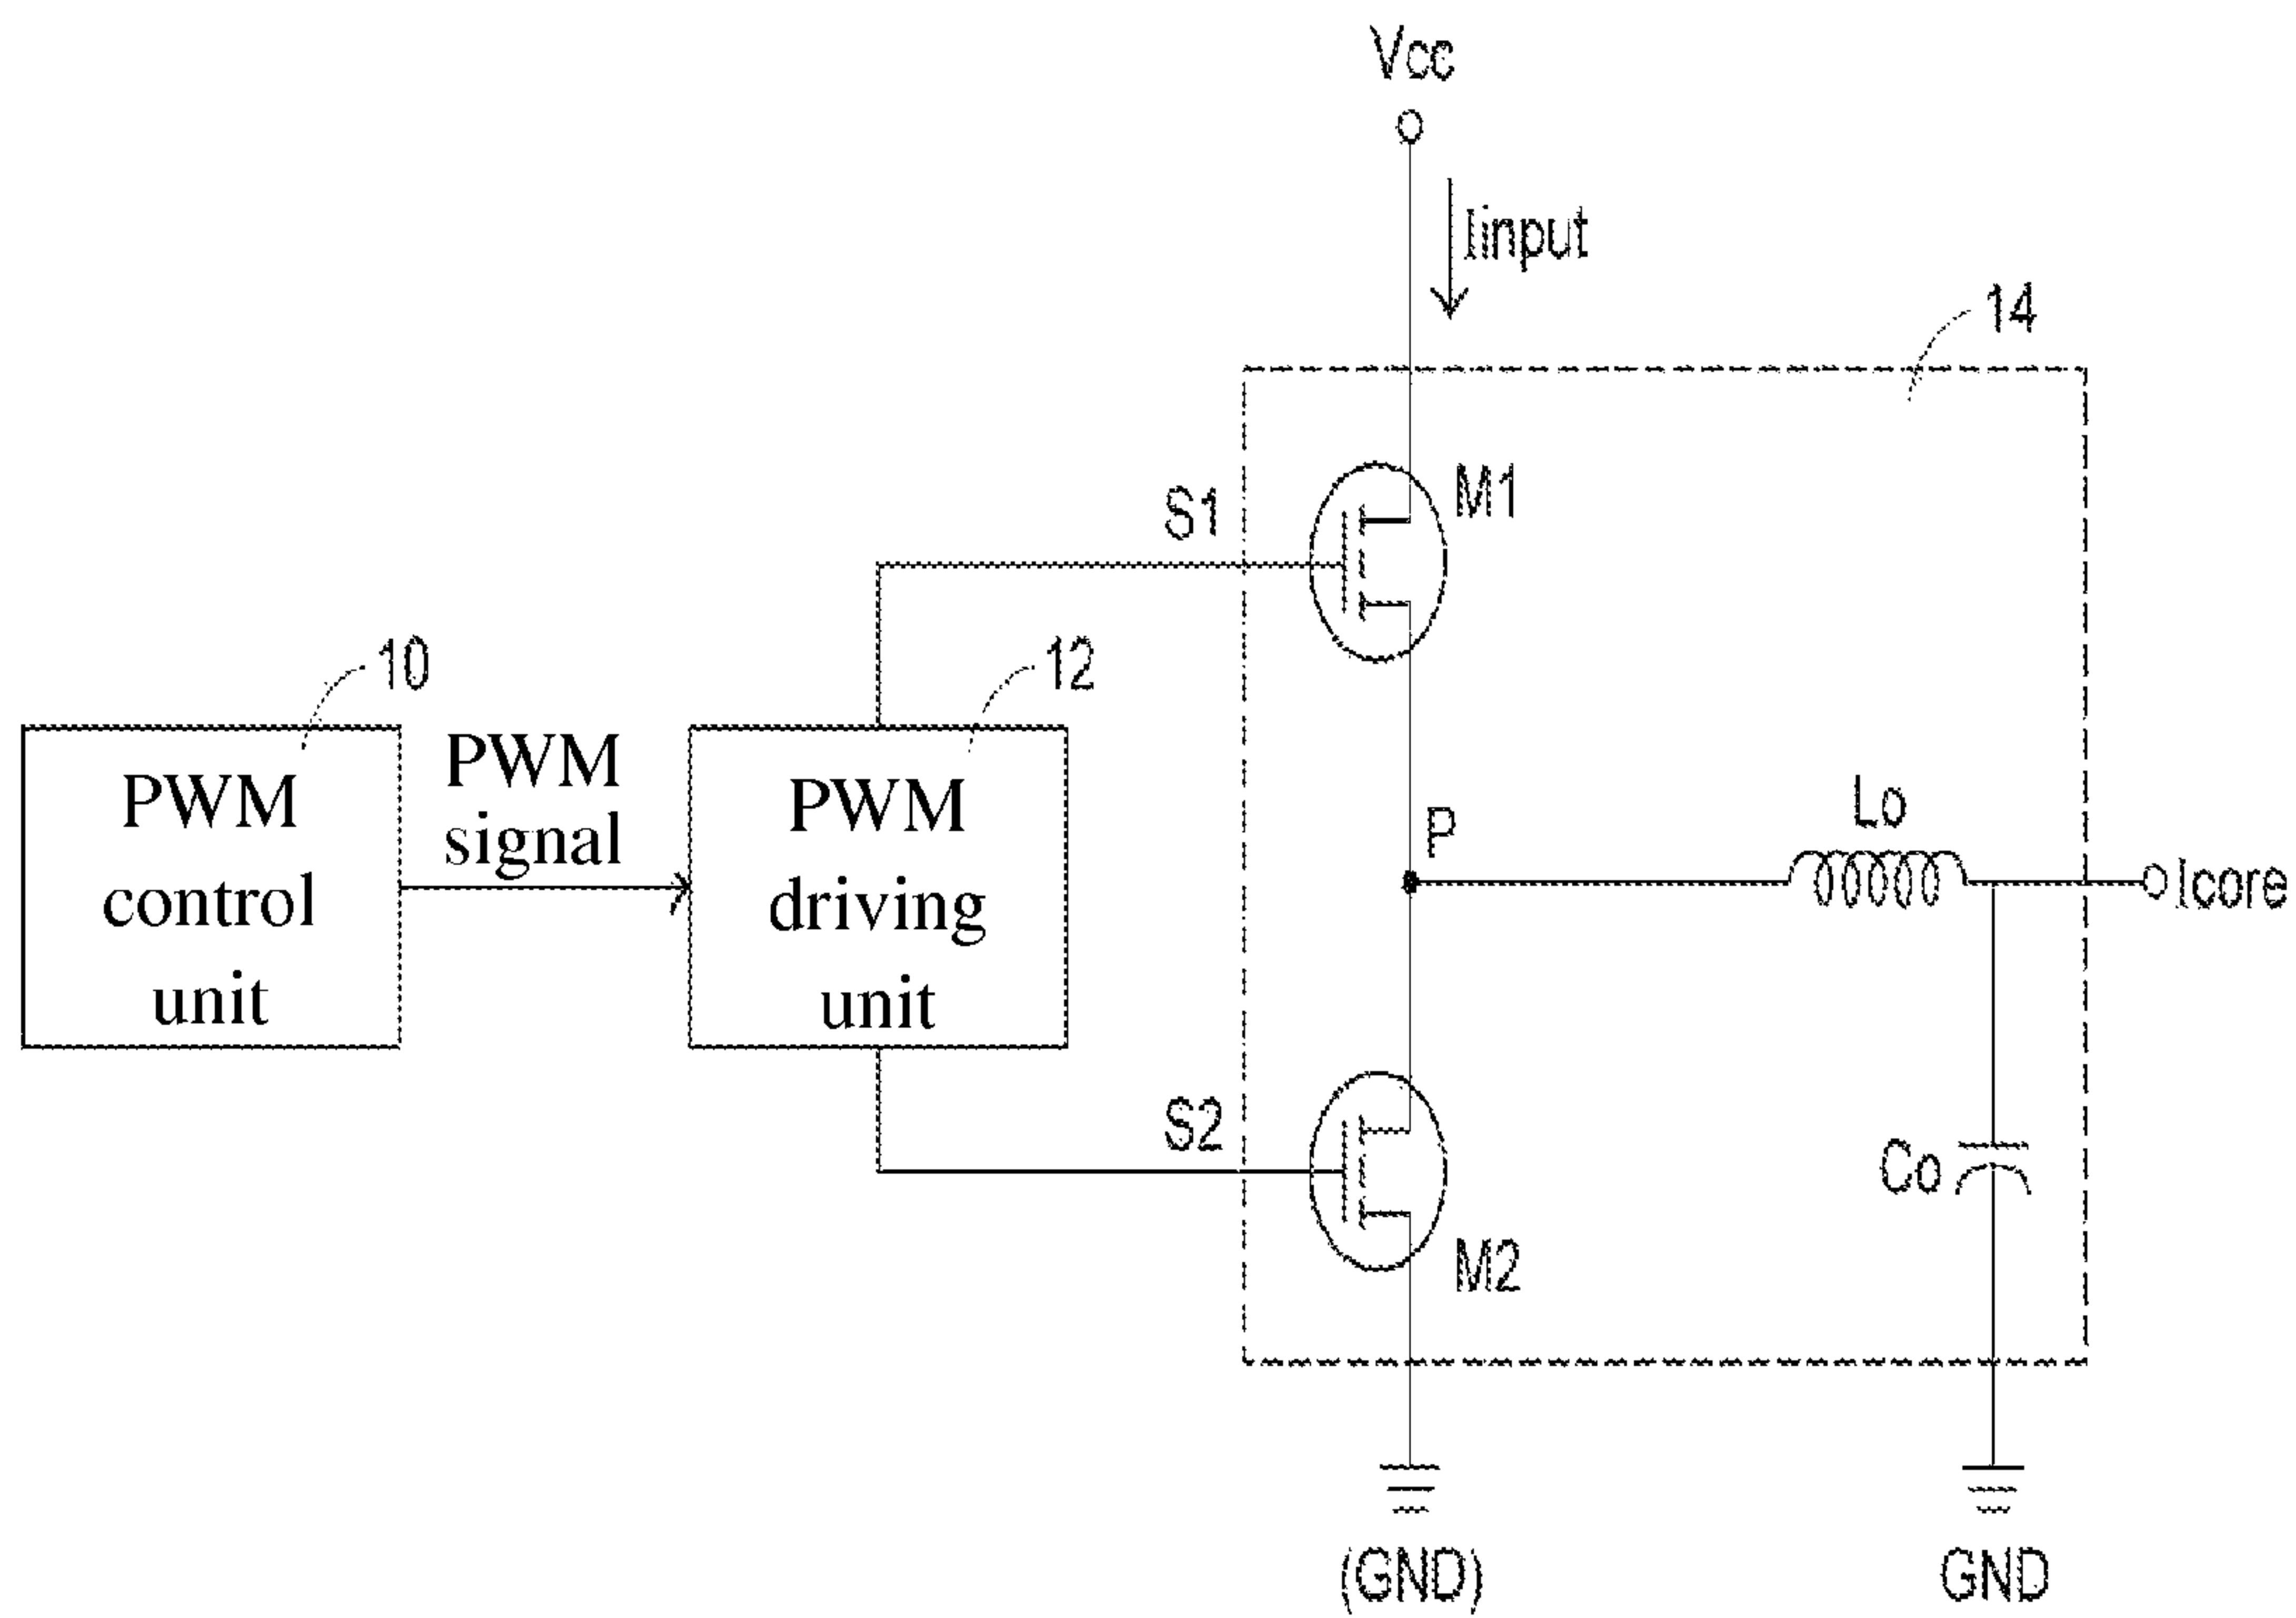 Vcc
Iinput
14
M1
S1
10
12
PWM
signal
PWM
control
unit
PWM
driving
unit
P
Lo
Icore
S2
Co
M2
(GND)
GND